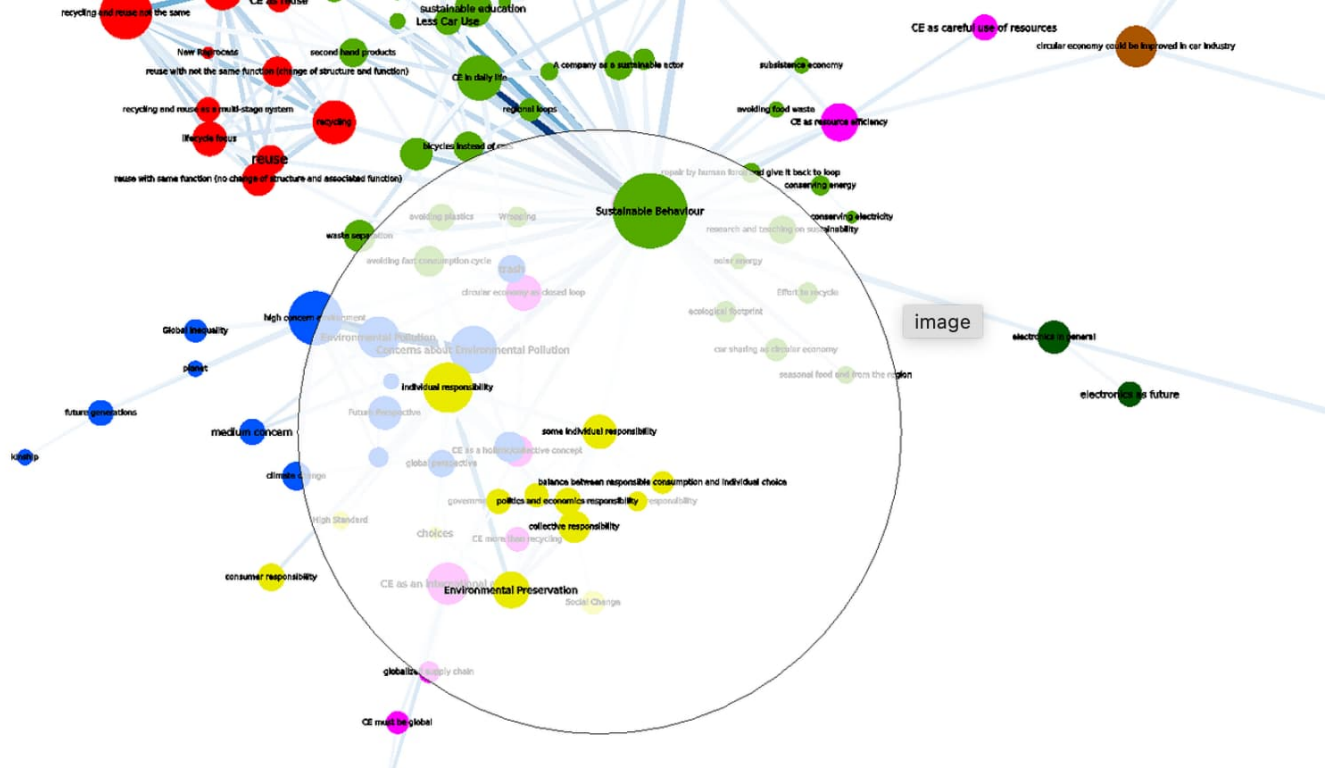 CE as reuse
sustainable education
recycling and reuse not the same
Less Car Use
CE as careful use of resources
circular economy could be improved in car industry
New Reprocess
second hand products
A company as a sustainable actor
subsistence economy
reuse with not the same function (change of structure and function)
CE in daily life
recycling and reuse as a multi-stage system
regional loops
avoiding food waste
recycling
CE as resource efficiency
lifecycle focus
bicycles instead of cars
reuse
repair by human force and give it back to loop
reuse with same function (no change of structure and associated function)
conserving energy
Sustainable Behaviour
avoiding plastics
Wrapping
conserving electricity
research and teaching on sustainability
waste separation
avoiding fast consumption cycle
solar energy
trash
circular economy as closed loop
Effort to recycle
ecological footprint
high concern environment
image
Global inequality
Environmental Pollution
electronics in general
Concerns about Environmental Pollution
car sharing as circular economy
planet
seasonal food and from the region
individual responsibility
electronics as future
future generations
Future Perspective
medium concern
some individual responsibility
CE as a holistic/collective concept
kinship
global perspective
climate change
balance between responsible consumption and individual choice
politics and economics responsibility
responsibility
High Standard
collective responsibility
choices
CE more than recycling
consumer responsibility
CE as an international
Environmental Preservation
Social Change
globalized supply chain
CE must be global